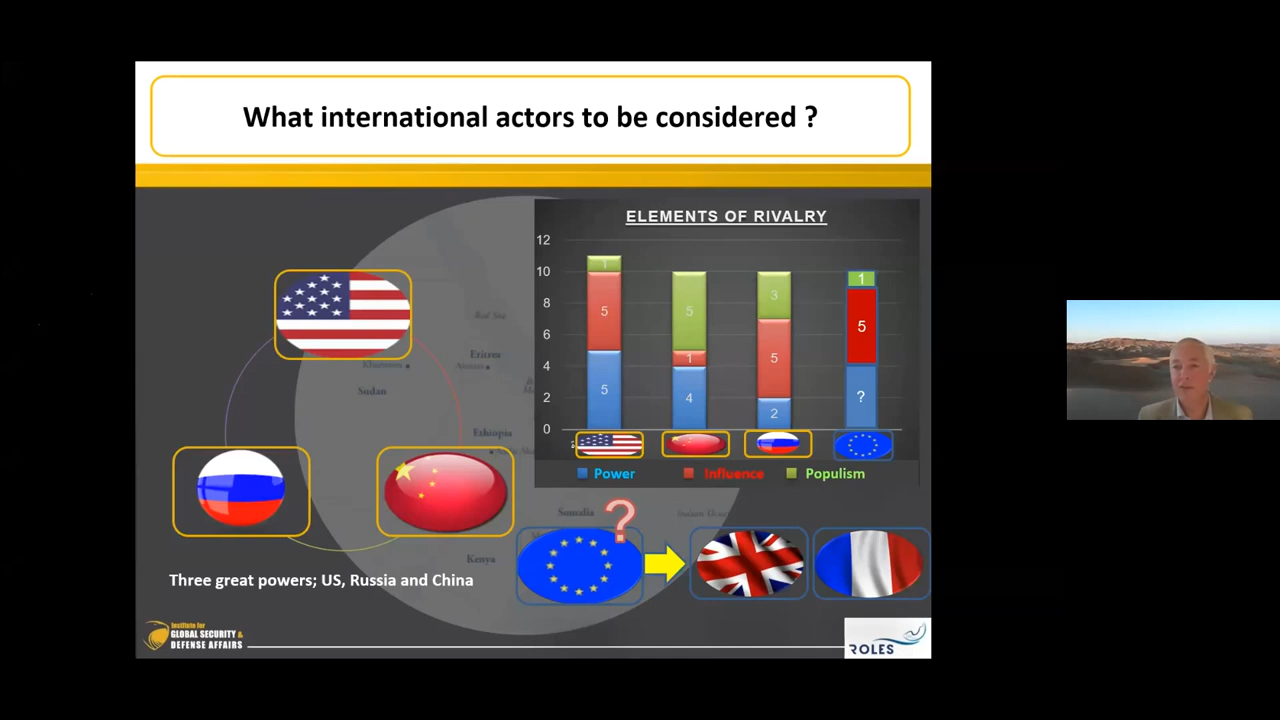 What international actors to be considered ?
ELEMENTS OF RIVALRY
12
10
8
6
4
2
0
1
5
5
5
1
4
3
5
2
1
5
?
Power
Influence
Populism
Red Sea
Khartoum
Eritrea
Asmara
Sudan
Ethiopia
Somalia
Kenya
?
Three great powers; US, Russia and China
Institute for
GLOBAL SECURITY &
DEFENSE AFFAIRS
ROLES